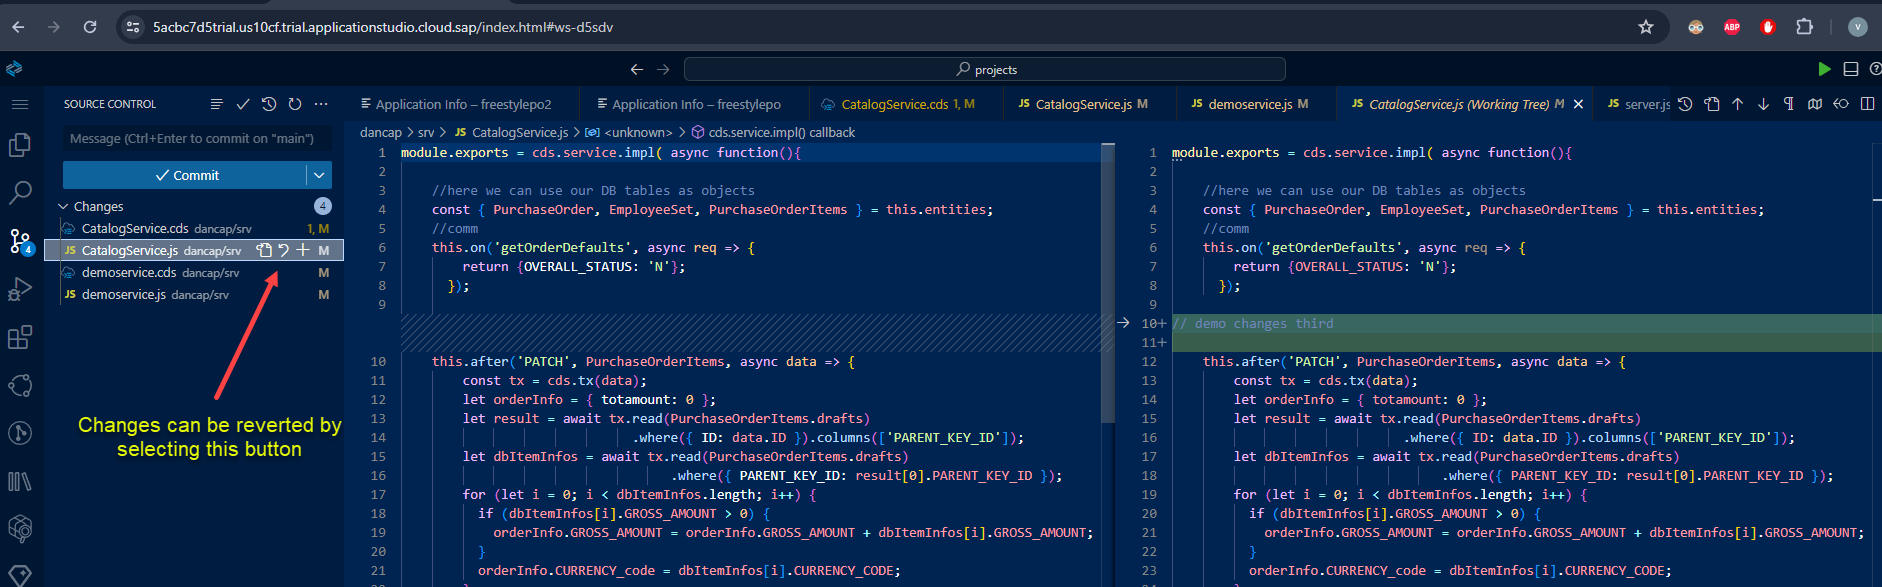 5acbc7d5trial.us10cf.trial.applicationstudio.cloud.sap/index.html#ws-d5sdv
ABP
V
projects
SOURCE CONTROL
Application Info – freestylepo2
Application Info – freestylepo
CatalogService.cds 1, M
JS CatalogService.js M
JS demoservice.js M
JS CatalogService.js (Working Tree) M
JS server.js
Message (Ctrl+Enter to commit on "main")
Commit
Changes 4
CatalogService.cds dancap/srv 1, M
JS CatalogService.js dancap/srv M
demoservice.cds dancap/srv M
JS demoservice.js dancap/srv M
4
Changes can be reverted by
selecting this button
dancap > srv > JS CatalogService.js > <unknown> > cds.service.impl() callback
1 module.exports = cds.service.impl( async function(){
2
3 //here we can use our DB tables as objects
4 const { PurchaseOrder, EmployeeSet, PurchaseOrderItems } = this.entities;
5 //comm
6 this.on('getOrderDefaults', async req => {
7 return {OVERALL_STATUS: 'N'};
8 });
9
10 this.after('PATCH', PurchaseOrderItems, async data => {
11 const tx = cds.tx(data);
12 let orderInfo = { totamount: 0 };
13 let result = await tx.read(PurchaseOrderItems.drafts)
14 .where({ ID: data.ID }).columns(['PARENT_KEY_ID']);
15 let dbItemInfos = await tx.read(PurchaseOrderItems.drafts)
16 .where({ PARENT_KEY_ID: result[0].PARENT_KEY_ID });
17 for (let i = 0; i < dbItemInfos.length; i++) {
18 if (dbItemInfos[i].GROSS_AMOUNT > 0) {
19 orderInfo.GROSS_AMOUNT = orderInfo.GROSS_AMOUNT + dbItemInfos[i].GROSS_AMOUNT;
20 }
21 orderInfo.CURRENCY_code = dbItemInfos[i].CURRENCY_CODE;
1 module.exports = cds.service.impl( async function(){
2
3 //here we can use our DB tables as objects
4 const { PurchaseOrder, EmployeeSet, PurchaseOrderItems } = this.entities;
5 //comm
6 this.on('getOrderDefaults', async req => {
7 return {OVERALL_STATUS: 'N'};
8 });
9
10+ // demo changes third
11+
12 this.after('PATCH', PurchaseOrderItems, async data => {
13 const tx = cds.tx(data);
14 let orderInfo = { totamount: 0 };
15 let result = await tx.read(PurchaseOrderItems.drafts)
16 .where({ ID: data.ID }).columns(['PARENT_KEY_ID']);
17 let dbItemInfos = await tx.read(PurchaseOrderItems.drafts)
18 .where({ PARENT_KEY_ID: result[0].PARENT_KEY_ID });
19 for (let i = 0; i < dbItemInfos.length; i++) {
20 if (dbItemInfos[i].GROSS_AMOUNT > 0) {
21 orderInfo.GROSS_AMOUNT = orderInfo.GROSS_AMOUNT + dbItemInfos[i].GROSS_AMOUNT;
22 }
23 orderInfo.CURRENCY_code = dbItemInfos[i].CURRENCY_CODE;